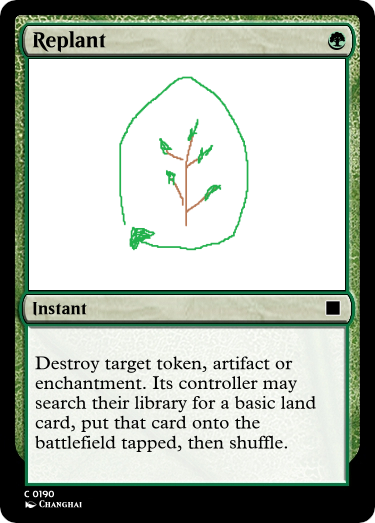 Replant
Instant
Destroy target token, artifact or
enchantment. Its controller may
search their library for a basic land
card, put that card onto the
battlefield tapped, then shuffle.
C 0190
Changhai